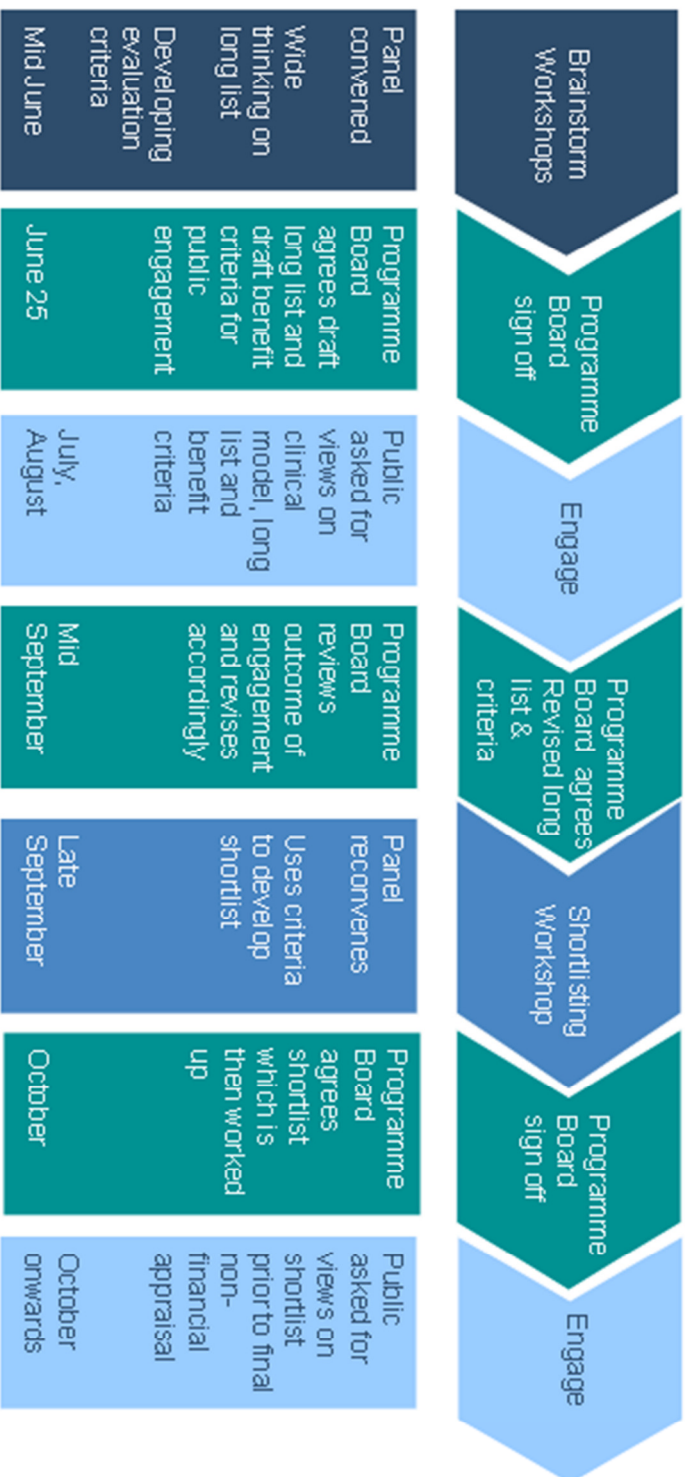 Brainstorm
Workshops
Programme
Board
sign off
Engage
Programme
Board agrees
Revised long
list &
criteria
Shortlisting
Workshop
Programme
Board
sign off
Engage
Panel
convened
Wide
thinking on
long list
Developing
evaluation
criteria
Mid June
Programme
Board
agrees draft
long list and
draft benefit
criteria for
public
engagement
June 25
Public
asked for
views on
clinical
model, long
list and
benefit
criteria
July,
August
Programme
Board
reviews
outcome of
engagement
and revises
accordingly
Mid
September
Panel
reconvenes
Uses criteria
to develop
shortlist
Late
September
Programme
Board
agrees
shortlist
which is
then worked
up
October
Public
asked for
views on
shortlist
prior to final
non-
financial
appraisal
October
onwards